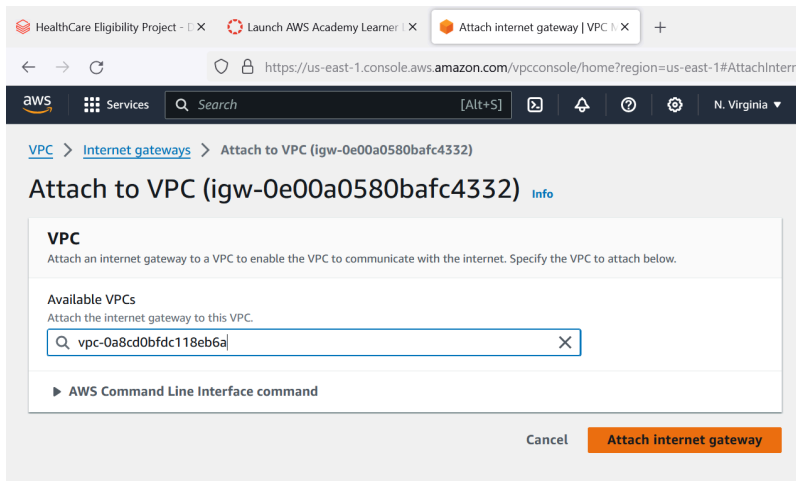 HealthCare Eligibility Project - D
Launch AWS Academy Learner L
Attach internet gateway | VPC M
https://us-east-1.console.aws.amazon.com/vpcconsole/home?region=us-east-1#AttachInter
aws Services Search [Alt+S] N. Virginia
VPC > Internet gateways > Attach to VPC (igw-0e00a0580bafc4332)
Attach to VPC (igw-0e00a0580bafc4332) Info
VPC
Attach an internet gateway to a VPC to enable the VPC to communicate with the internet. Specify the VPC to attach below.
Available VPCs
Attach the internet gateway to this VPC.
vpc-0a8cd0bfdc118eb6a
AWS Command Line Interface command
Cancel Attach internet gateway